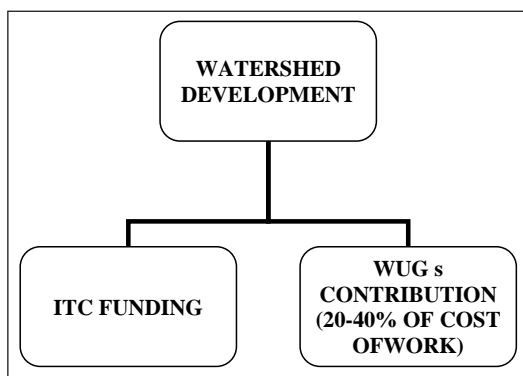 WATERSHED
DEVELOPMENT
ITC FUNDING
WUG s
CONTRIBUTION
(20-40% OF COST
OFWORK)